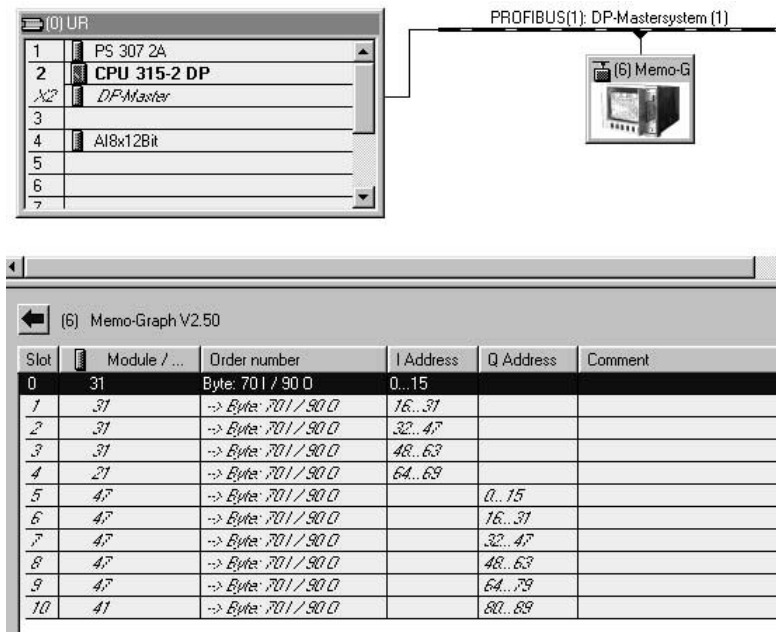 (0) UR
1 PS 307 2A
2 CPU 315-2 DP
X2 DP-Master
3
4 AI8x12Bit
5
6
7
PROFIBUS(1): DP-Mastersystem (1)
(6) Memo-G
(6) Memo-Graph V2.50
Slot Module / ... Order number I Address Q Address Comment
0 31 Byte: 70 I / 90 O 0...15
1 31 --> Byte: 70 I / 90 O 16...31
2 31 --> Byte: 70 I / 90 O 32...47
3 31 --> Byte: 70 I / 90 O 48...63
4 21 --> Byte: 70 I / 90 O 64...69
5 47 --> Byte: 70 I / 90 O 0...15
6 47 --> Byte: 70 I / 90 O 16...31
7 47 --> Byte: 70 I / 90 O 32...47
8 47 --> Byte: 70 I / 90 O 48...63
9 47 --> Byte: 70 I / 90 O 64...79
10 41 --> Byte: 70 I / 90 O 80...89